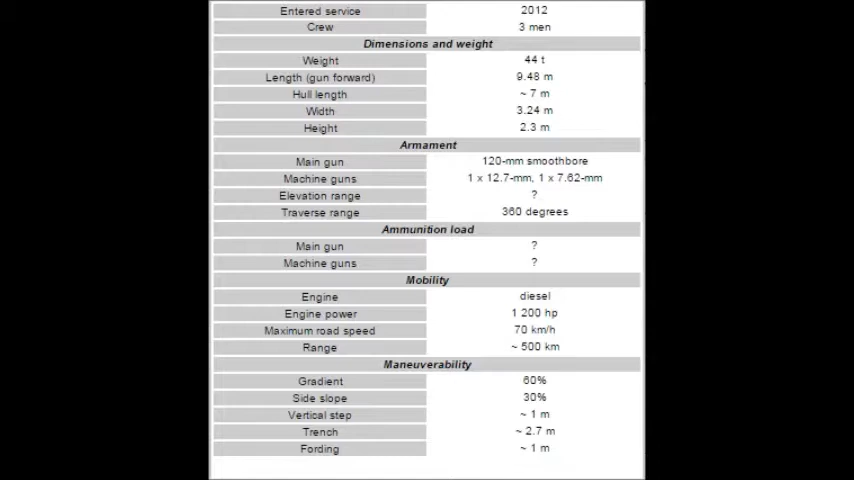 Entered service 2012
Crew 3 men
Dimensions and weight
Weight 44 t
Length (gun forward) 9.48 m
Hull length ~ 7 m
Width 3.24 m
Height 2.3 m
Armament
Main gun 120-mm smoothbore
Machine guns 1 x 12.7-mm, 1 x 7.62-mm
Elevation range ?
Traverse range 360 degrees
Ammunition load
Main gun ?
Machine guns ?
Mobility
Engine diesel
Engine power 1 200 hp
Maximum road speed 70 km/h
Range ~ 500 km
Maneuverability
Gradient 60%
Side slope 30%
Vertical step ~ 1 m
Trench ~ 2.7 m
Fording ~ 1 m